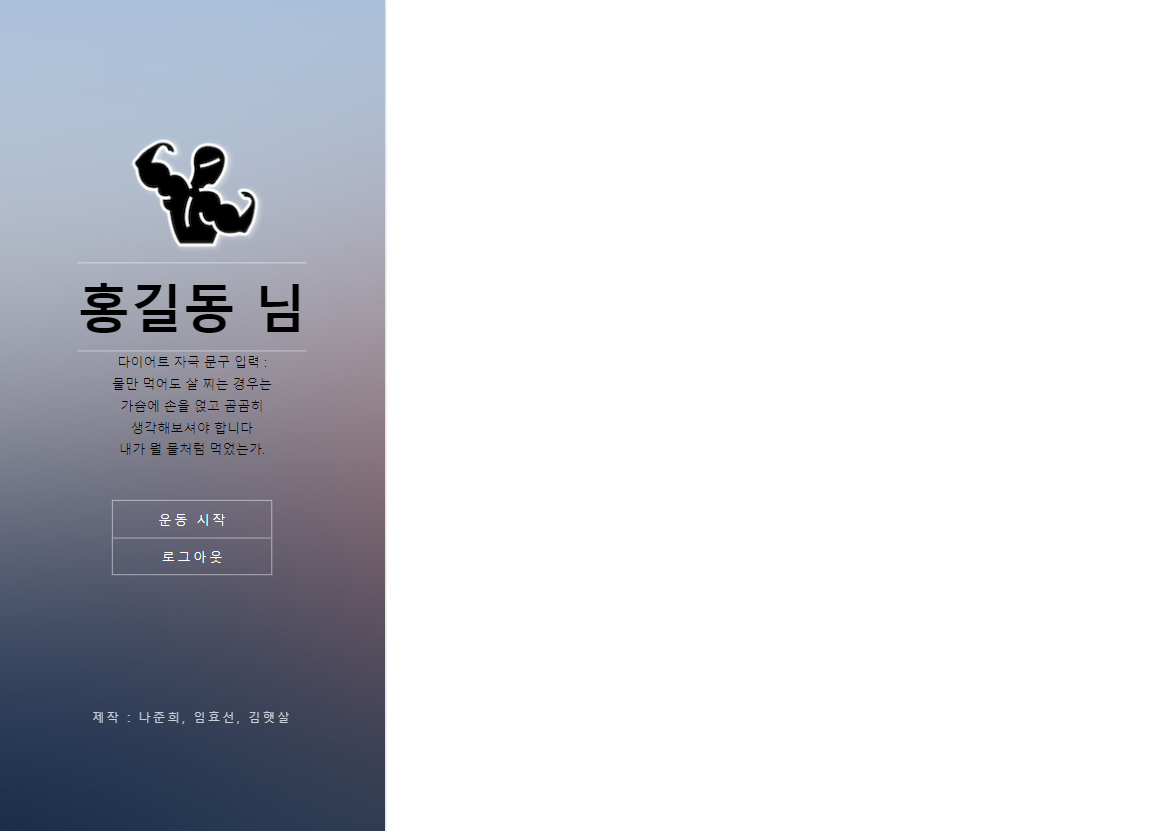 홍길동 님
다이어트 자극 문구 입력 :
물만 먹어도 살 찌는 경우는
가슴에 손을 얹고 곰곰히
생각해보셔야 합니다
내가 뭘 물처럼 먹었는가.
운동 시작
로그아웃
제작 : 나준희, 임효선, 김햇살